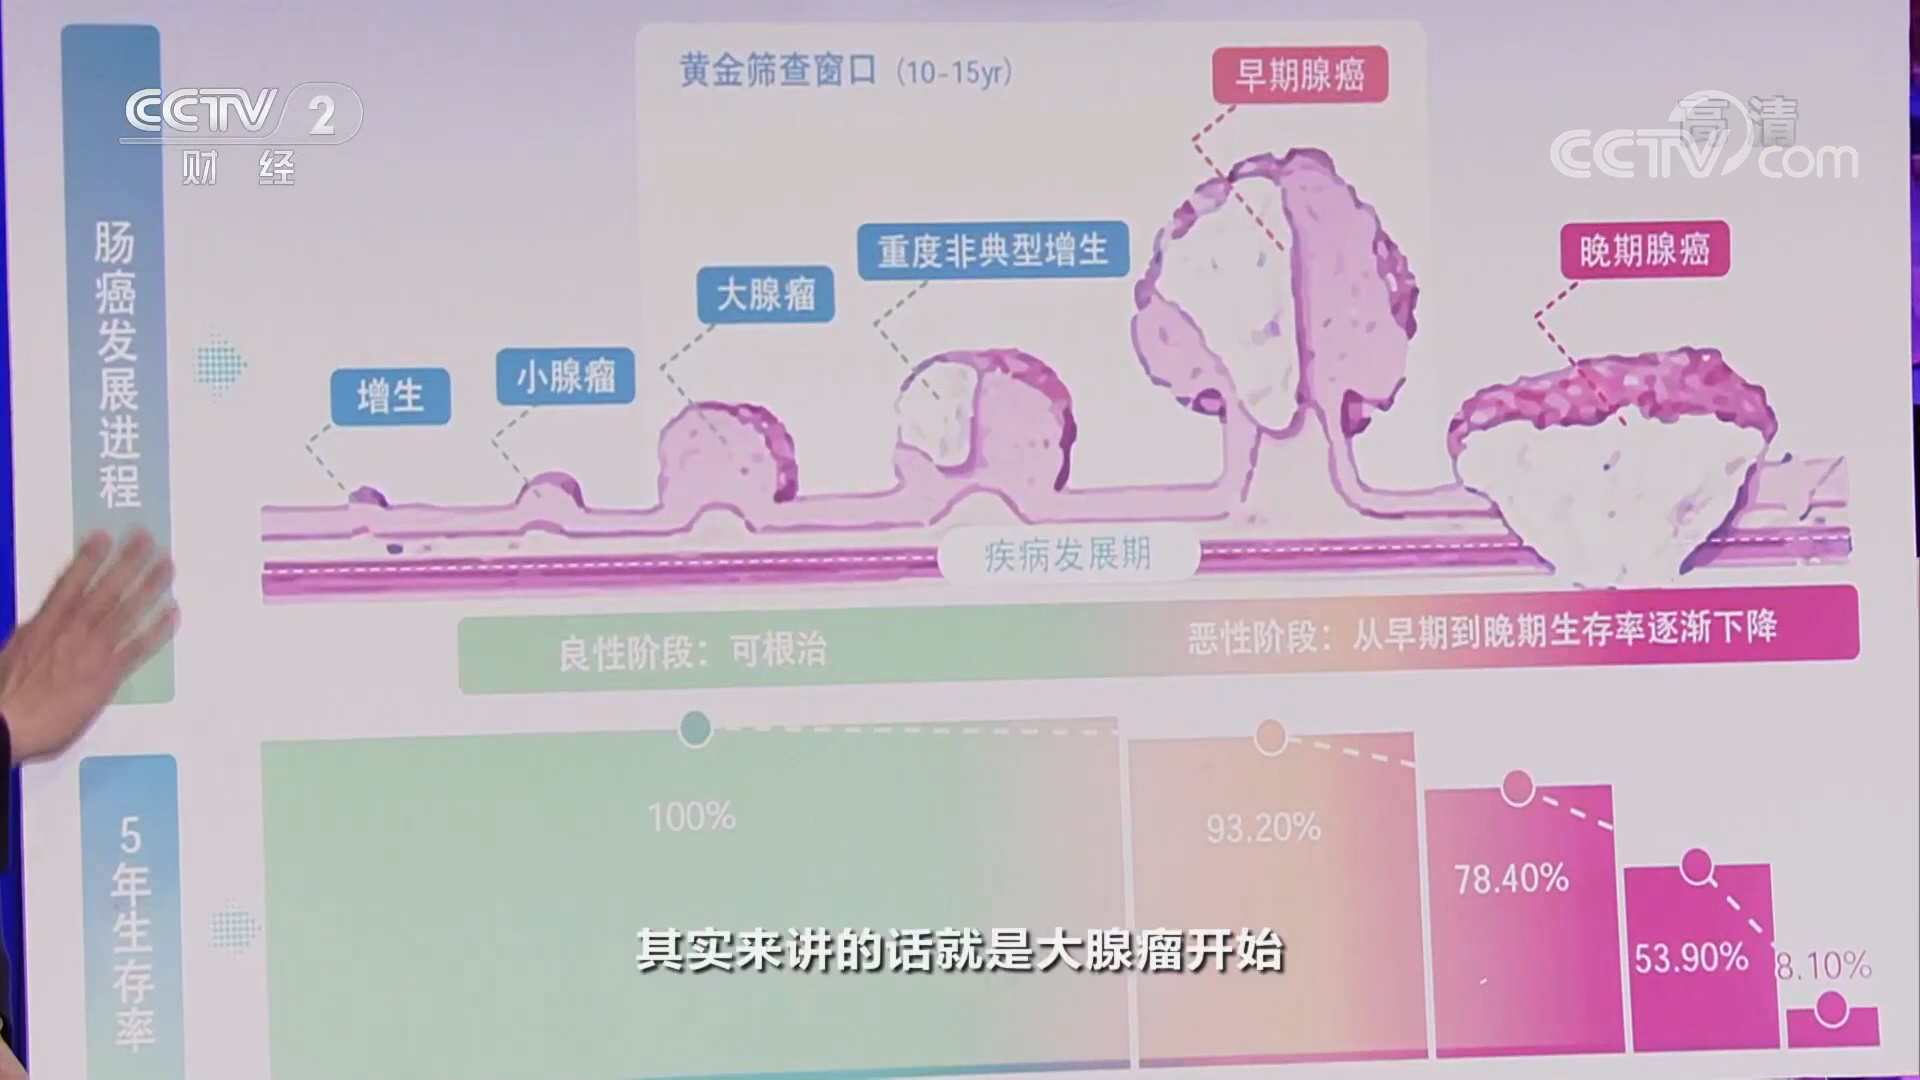 CCTV 2
财经
高清
CCTV com
黄金筛查窗口 (10-15yr)
早期腺癌
重度非典型增生
晚期腺癌
大腺瘤
小腺瘤
增生
肠癌发展进程
疾病发展期
良性阶段：可根治
恶性阶段：从早期到晚期生存率逐渐下降
5年生存率
100%
93.20%
78.40%
53.90%
8.10%
其实来讲的话就是大腺瘤开始